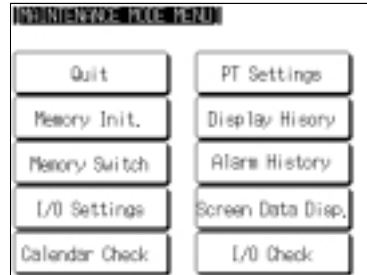 [MAINTENANCE MODE MENU]
Quit
PT Settings
Memory Init.
Display Hisory
Memory Switch
Alarm History
I/O Settings
Screen Data Disp.
Calendar Check
I/O Check